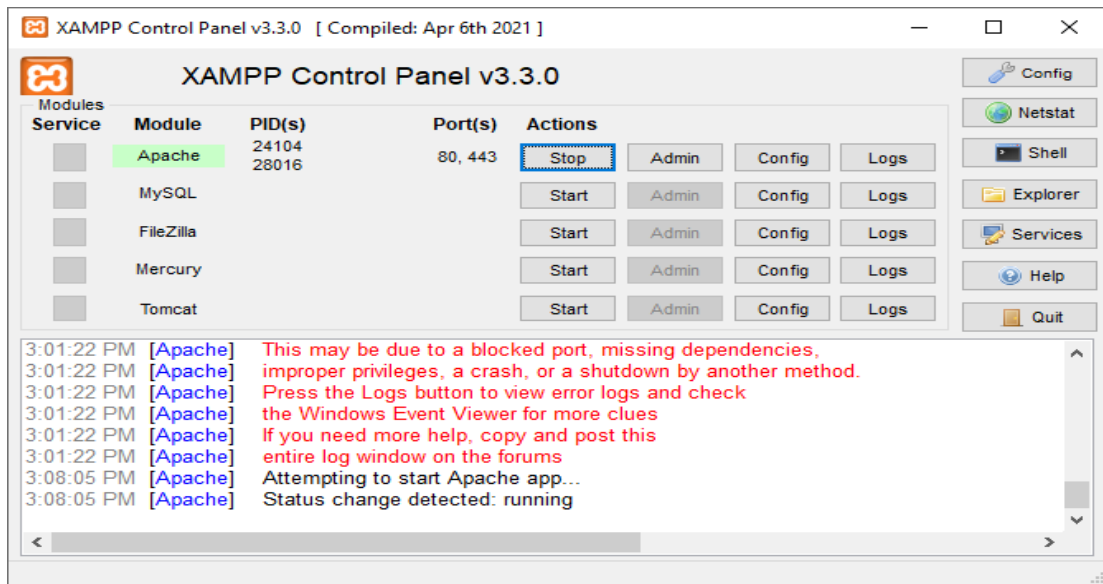 XAMPP Control Panel v3.3.0 [ Compiled: Apr 6th 2021 ]
XAMPP Control Panel v3.3.0
Config
Modules
Netstat
Service Module PID(s) Port(s) Actions
Apache 24104 28016 80, 443 Stop Admin Config Logs
Shell
MySQL Start Admin Config Logs
Explorer
FileZilla Start Admin Config Logs
Services
Mercury Start Admin Config Logs
Help
Tomcat Start Admin Config Logs
Quit
3:01:22 PM [Apache] This may be due to a blocked port, missing dependencies,
3:01:22 PM [Apache] improper privileges, a crash, or a shutdown by another method.
3:01:22 PM [Apache] Press the Logs button to view error logs and check
3:01:22 PM [Apache] the Windows Event Viewer for more clues
3:01:22 PM [Apache] If you need more help, copy and post this
3:01:22 PM [Apache] entire log window on the forums
3:08:05 PM [Apache] Attempting to start Apache app...
3:08:05 PM [Apache] Status change detected: running